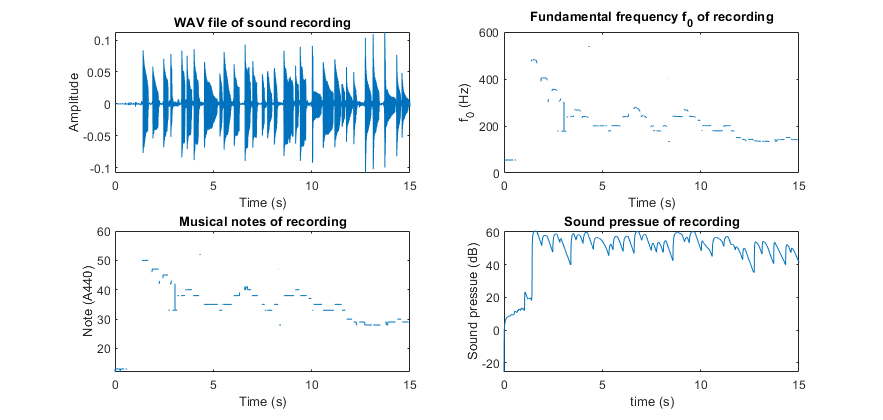 WAV file of sound recording
0.1
0.05
0
-0.05
-0.1
Amplitude
0 5 10 15
Time (s)
Fundamental frequency f0 of recording
600
400
200
0
f0 (Hz)
0 5 10 15
Time (s)
Musical notes of recording
60
50
40
30
20
Note (A440)
0 5 10 15
Time (s)
Sound pressue of recording
60
40
20
0
-20
Sound pressue (dB)
0 5 10 15
time (s)